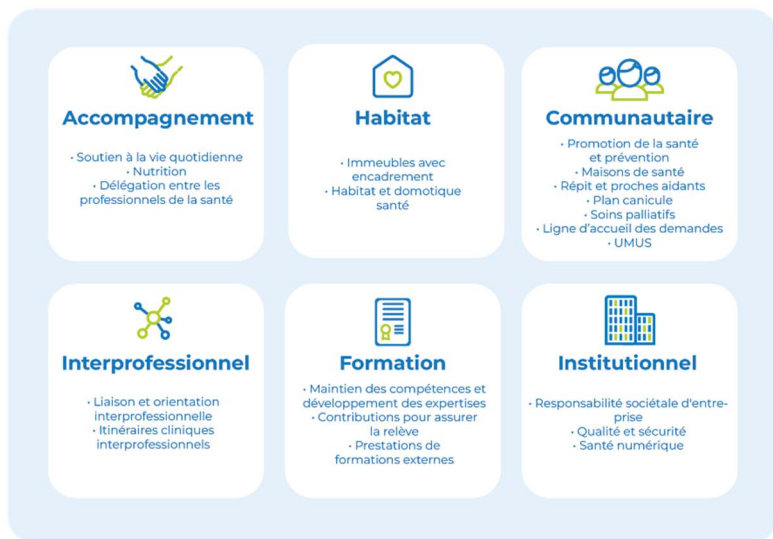 Accompagnement
· Soutien à la vie quotidienne
· Nutrition
· Délégation entre les
professionnels de la santé
Habitat
· Immeubles avec
encadrement
· Habitat et domotique
santé
Communautaire
· Promotion de la santé
et prévention
· Maisons de santé
· Répit et proches aidants
· Plan canicule
· Soins palliatifs
· Ligne d'accueil des demandes
· UMUS
Interprofessionnel
· Liaison et orientation
interprofessionnelle
· Itinéraires cliniques
interprofessionnels
Formation
· Maintien des compétences et
développement des expertises
· Contributions pour assurer
la relève
· Prestations de
formations externes
Institutionnel
· Responsabilité sociétale d'entre-
prise
· Qualité et sécurité
· Santé numérique